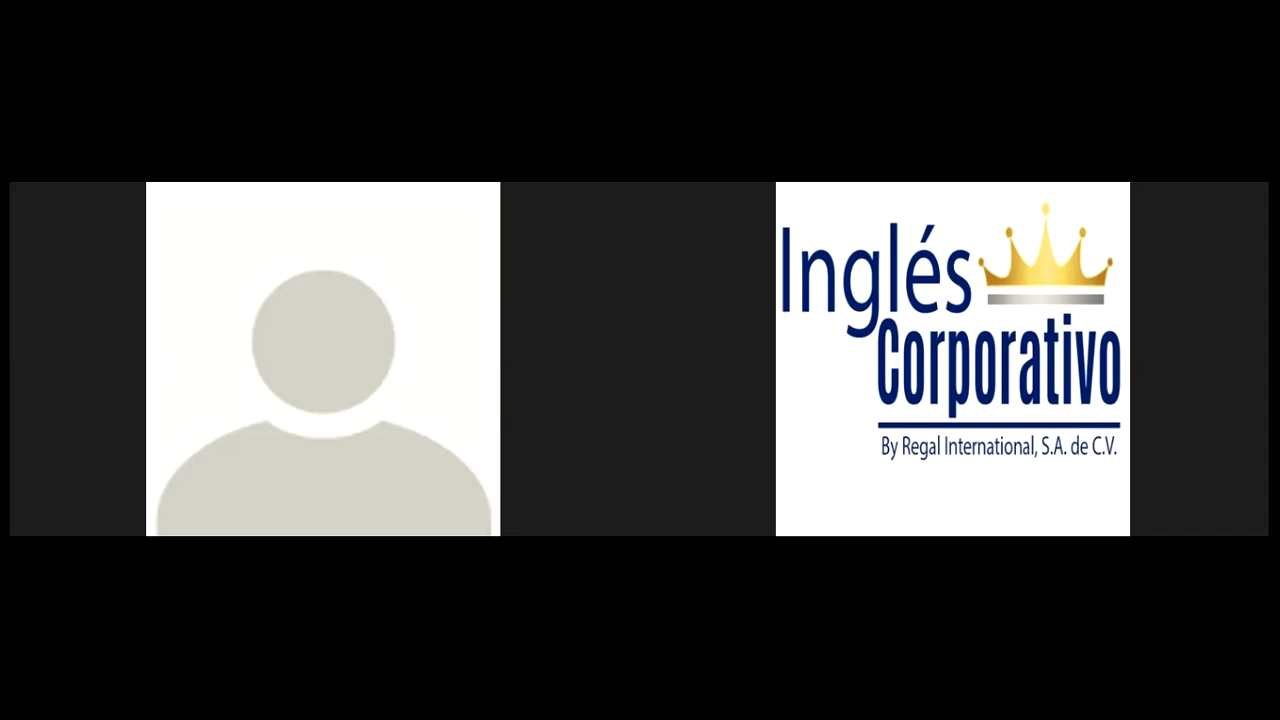 Inglés
Corporativo
By Regal International, S.A. de C.V.